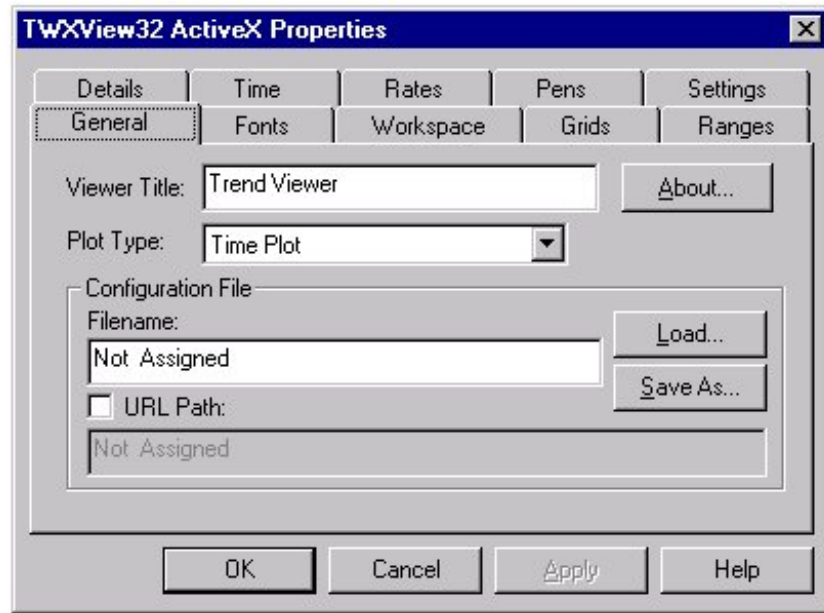 TWXView32 ActiveX Properties
Details Time Rates Pens Settings
General Fonts Workspace Grids Ranges
Viewer Title: Trend Viewer About...
Plot Type: Time Plot
Configuration File
Filename:
Load...
Not Assigned
Save As...
URL Path:
Not Assigned
OK Cancel Apply Help